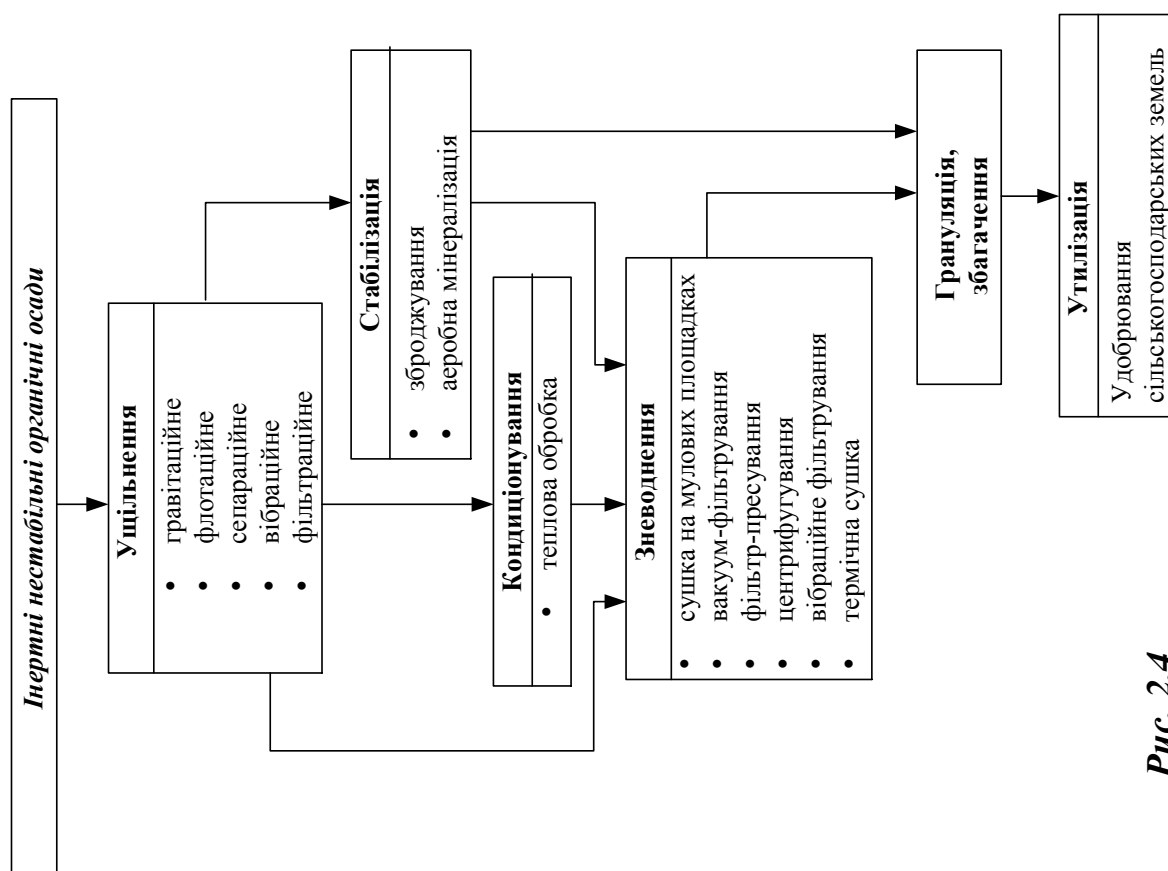 Інертні нестабільні органічні осади
Ущільнення
• гравітаційне
• флотаційне
• сепараційне
• вібраційне
• фільтраційне
Стабілізація
• зброджування
• аеробна мінералізація
Кондиціонування
• теплова обробка
Зневоднення
• сушка на мулових площадках
• вакуум-фільтрування
• фільтр-пресування
• центрифугування
• вібраційне фільтрування
• термічна сушка
Грануляція,
збагачення
Утилізація
Удобрювання
сільськогосподарських земель
Рис. 2.4